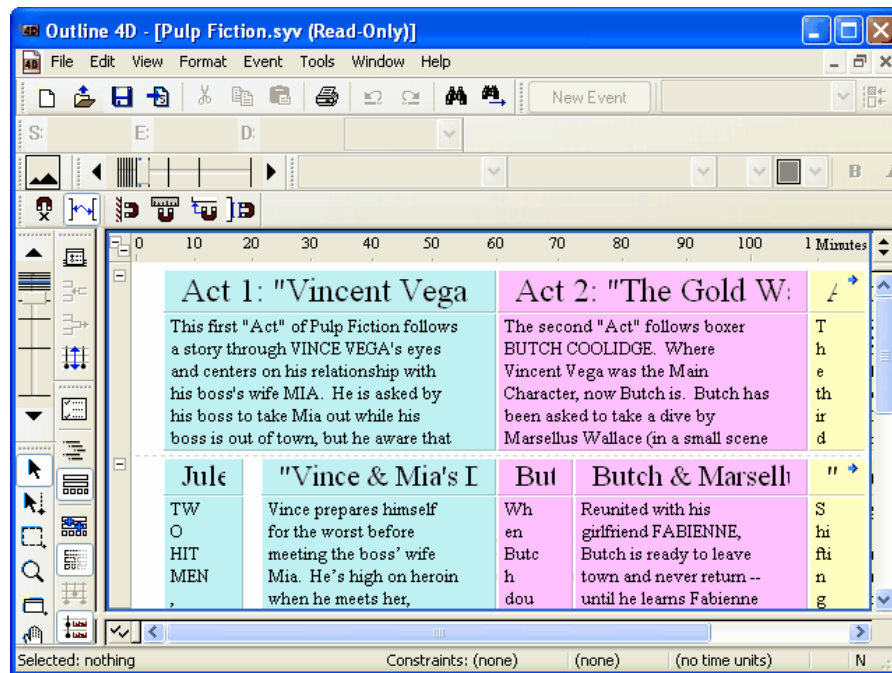 Outline 4D - [Pulp Fiction.syv (Read-Only)]
File Edit View Format Event Tools Window Help
New Event
S: E: D:
B
0 10 20 30 40 50 60 70 80 90 100 1 Minutes
Act 1: "Vincent Vega
This first "Act" of Pulp Fiction follows
a story through VINCE VEGA's eyes
and centers on his relationship with
his boss's wife MIA. He is asked by
his boss to take Mia out while his
boss is out of town, but he aware that
Act 2: "The Gold W
The second "Act" follows boxer
BUTCH COOLIDGE. Where
Vincent Vega was the Main
Character, now Butch is. Butch has
been asked to take a dive by
Marsellus Wallace (in a small scene
A
T
h
e
th
ir
d
Jule
TW
O
HIT
MEN
,
"Vince & Mia's
Vince prepares himself
for the worst before
meeting the boss' wife
Mia. He's high on heroin
when he meets her,
But
Wh
en
Butc
h
dou
Butch & Marsell
Reunited with his
girlfriend FABIENNE,
Butch is ready to leave
town and never return --
until he learns Fabienne
"
S
hi
fti
n
g
Selected: nothing Constraints: (none) (none) (no time units) N